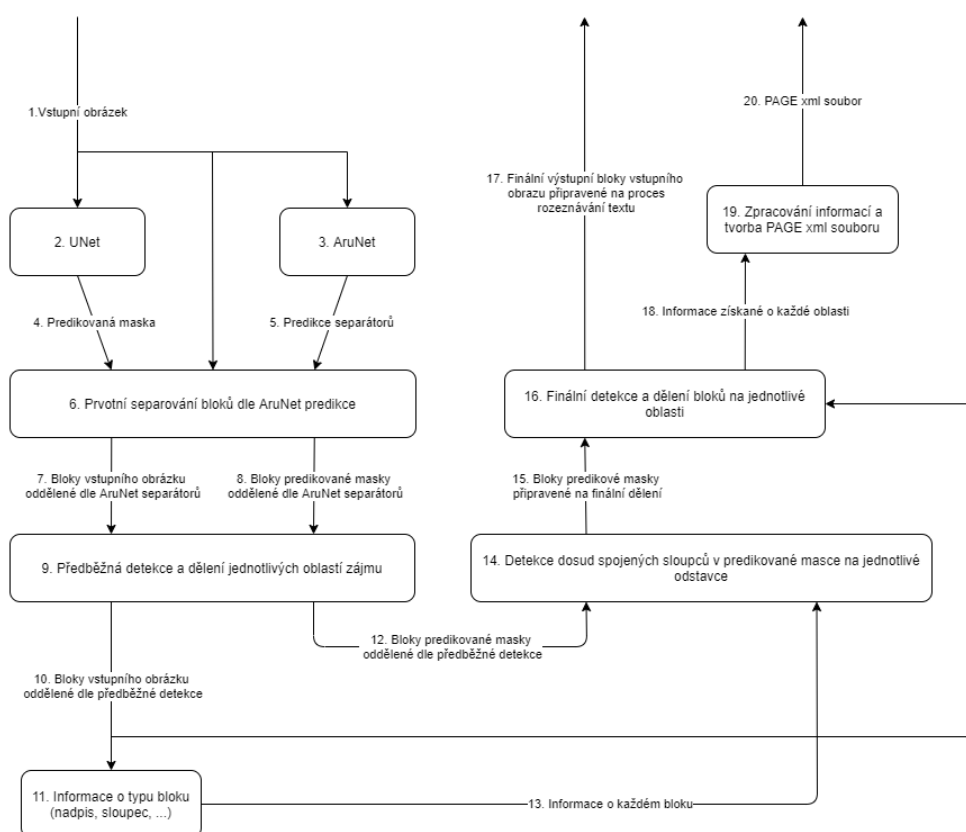 1.Vstupní obrázek
2. UNet
3. AruNet
4. Predikovaná maska
5. Predikce separátorů
6. Prvotní separování bloků dle AruNet predikce
7. Bloky vstupního obrázku
oddělené dle AruNet separátorů
8. Bloky predikované masky
oddělené dle AruNet separátorů
9. Předběžná detekce a dělení jednotlivých oblastí zájmu
10. Bloky vstupního obrázku
oddělené dle předběžné detekce
11. Informace o typu bloku
(nadpis, sloupec, ...)
12. Bloky predikované masky
oddělené dle předběžné detekce
13. Informace o každém bloku
14. Detekce dosud spojených sloupců v predikované masce na jednotlivé
odstavce
15. Bloky predikové masky
připravené na finální dělení
16. Finální detekce a dělení bloků na jednotlivé
oblasti
17. Finální výstupní bloky vstupního
obrazu připravené na proces
rozeznávání textu
18. Informace získané o každé oblasti
19. Zpracování informací a
tvorba PAGE xml souboru
20. PAGE xml soubor